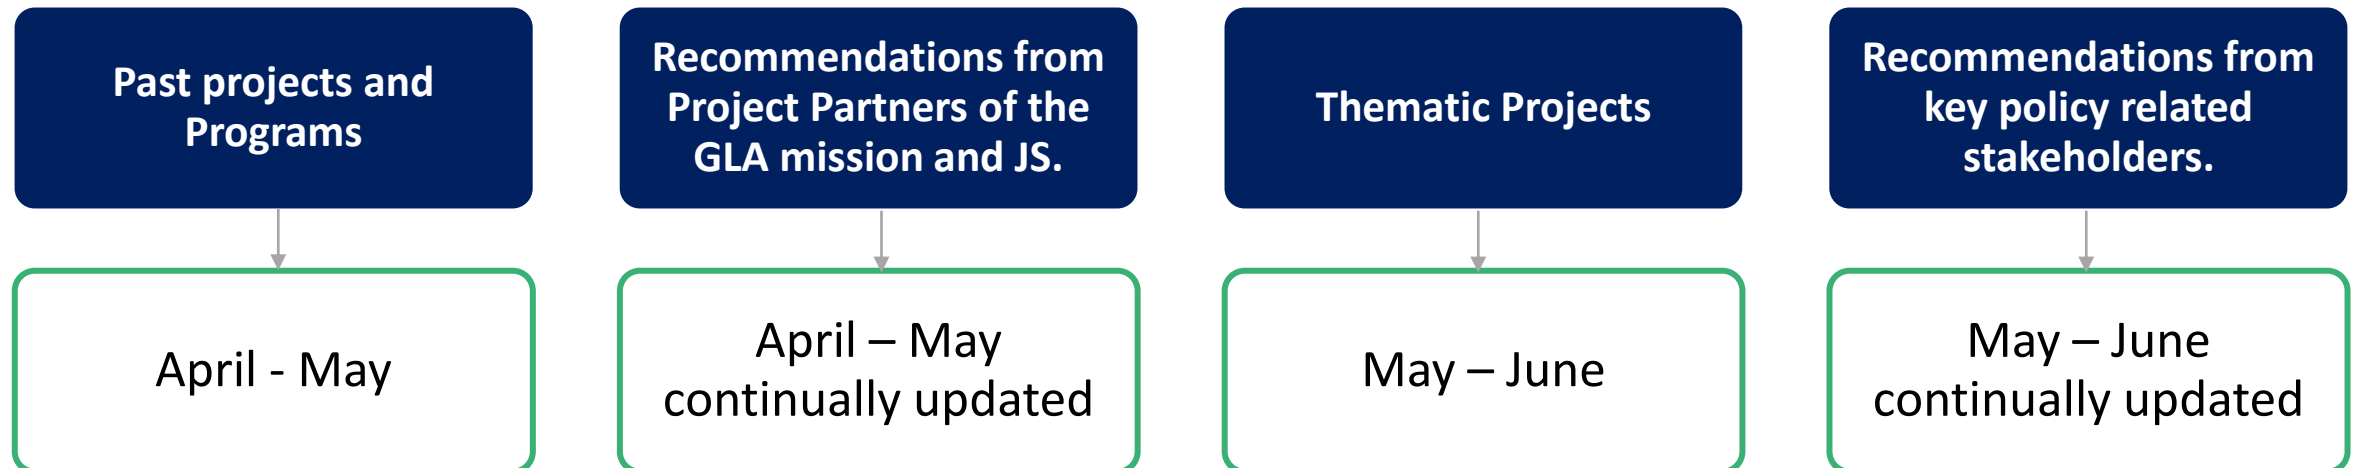 Past projects and
Programs
Recommendations from
Project Partners of the
GLA mission and JS.
Thematic Projects
Recommendations from
key policy related
stakeholders.
April - May
April – May
continually updated
May – June
May – June
continually updated